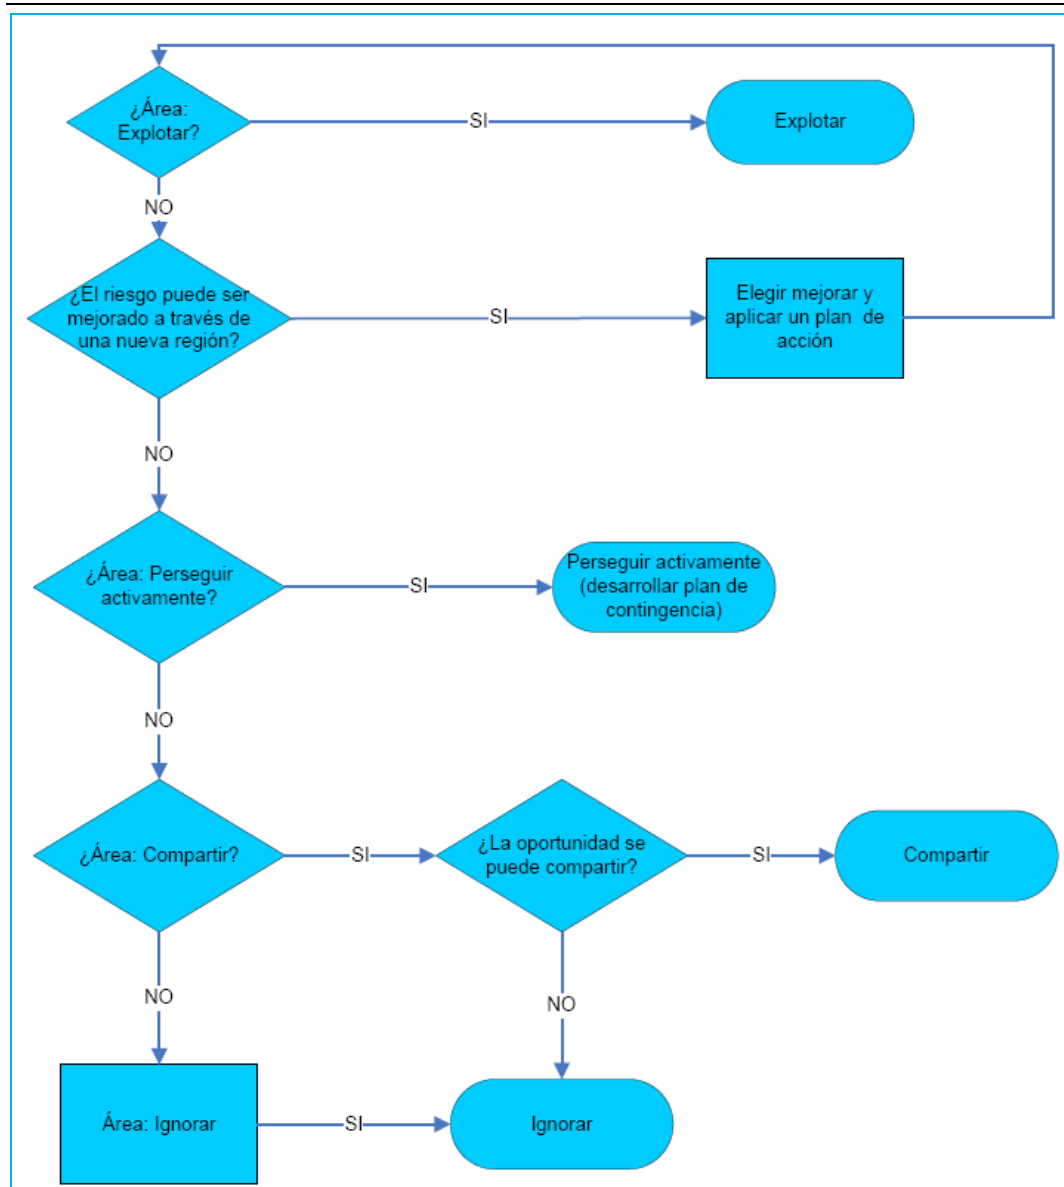 ¿Área:
Explotar?
SI
Explotar
NO
¿El riesgo puede ser
mejorado a través de
una nueva región?
SI
Elegir mejorar y
aplicar un plan de
acción
NO
¿Área: Perseguir
activamente?
SI
Perseguir activamente
(desarrollar plan de
contingencia)
NO
¿Área: Compartir?
SI
¿La oportunidad se
puede compartir?
SI
Compartir
NO
NO
Área: Ignorar
SI
Ignorar